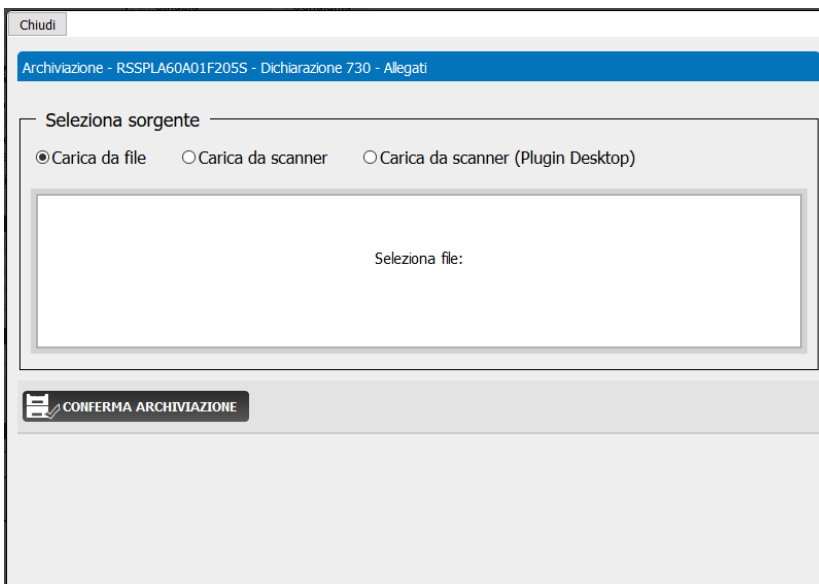 Chiudi
Archiviazione - RSSPLA60A01F205S - Dichiarazione 730 - Allegati
Seleziona sorgente
Carica da file Carica da scanner Carica da scanner (Plugin Desktop)
Seleziona file:
CONFERMA ARCHIVIAZIONE